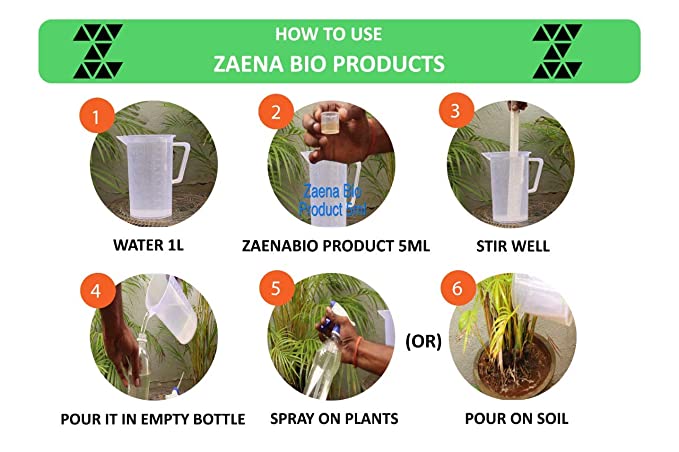 HOW TO USE
ZAENA BIO PRODUCTS
1
2
3
Zaena Bio
Product 5ml
WATER 1L
ZAENABIO PRODUCT 5ML
STIR WELL
4
5
6
(OR)
POUR IT IN EMPTY BOTTLE
SPRAY ON PLANTS
POUR ON SOIL